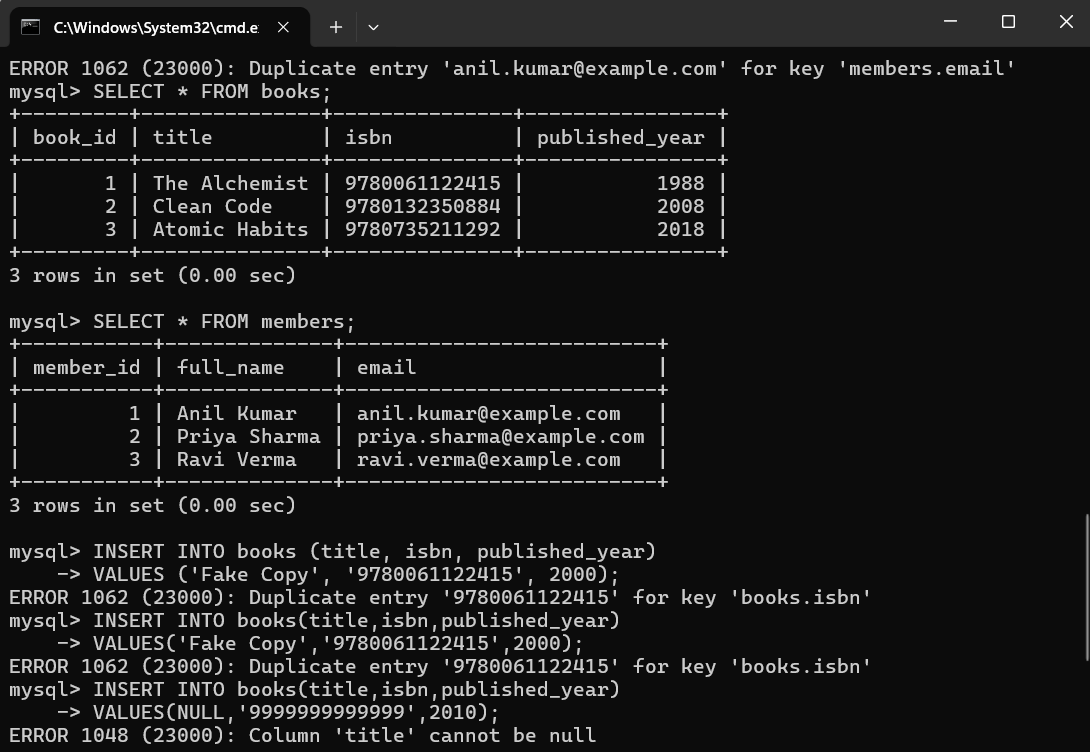 C:\Windows\System32\cmd.e
ERROR 1062 (23000): Duplicate entry 'anil.kumar@example.com' for key 'members.email'
mysql> SELECT * FROM books;
+---------+---------------+---------------+----------------+
| book_id | title         | isbn          | published_year |
+---------+---------------+---------------+----------------+
|       1 | The Alchemist | 9780061122415 |           1988 |
|       2 | Clean Code    | 9780132350884 |           2008 |
|       3 | Atomic Habits | 9780735211292 |           2018 |
+---------+---------------+---------------+----------------+
3 rows in set (0.00 sec)
mysql> SELECT * FROM members;
+-----------+--------------+--------------------------+
| member_id | full_name    | email                    |
+-----------+--------------+--------------------------+
|         1 | Anil Kumar   | anil.kumar@example.com   |
|         2 | Priya Sharma | priya.sharma@example.com |
|         3 | Ravi Verma   | ravi.verma@example.com   |
+-----------+--------------+--------------------------+
3 rows in set (0.00 sec)
mysql> INSERT INTO books (title, isbn, published_year)
    -> VALUES ('Fake Copy', '9780061122415', 2000);
ERROR 1062 (23000): Duplicate entry '9780061122415' for key 'books.isbn'
mysql> INSERT INTO books(title,isbn,published_year)
    -> VALUES('Fake Copy','9780061122415',2000);
ERROR 1062 (23000): Duplicate entry '9780061122415' for key 'books.isbn'
mysql> INSERT INTO books(title,isbn,published_year)
    -> VALUES(NULL,'9999999999999',2010);
ERROR 1048 (23000): Column 'title' cannot be null